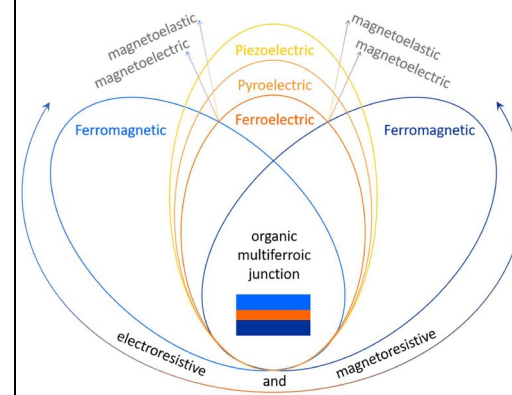 magnetoelastic
magnetoelectric
Piezoelectric
magnetoelastic
magnetoelectric
Pyroelectric
Ferromagnetic
Ferroelectric
Ferromagnetic
organic
multiferroic
junction
electroresistive
and
magnetoresistive